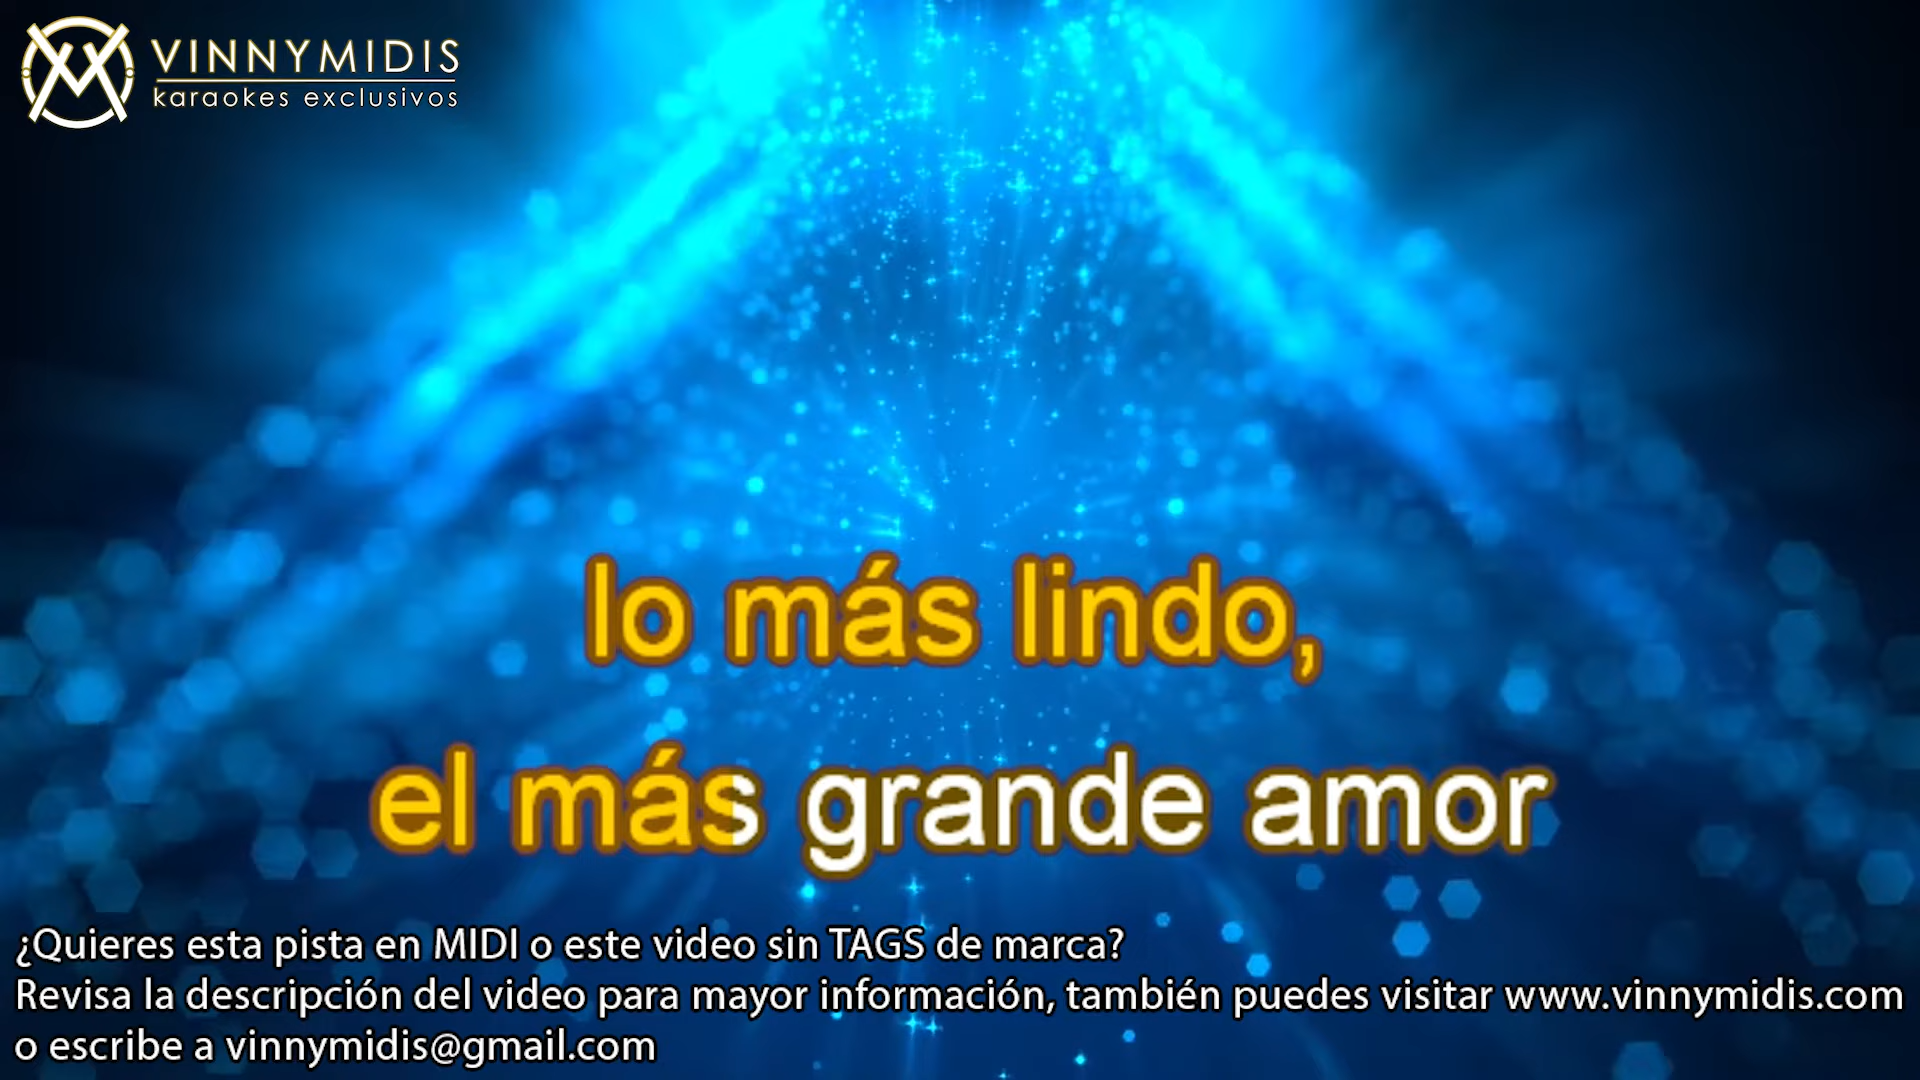 VINNYMIDIS
karaokes exclusivos
lo más lindo,
el más grande amor
¿Quieres esta pista en MIDI o este video sin TAGS de marca?
Revisa la descripción del video para mayor información, también puedes visitar www.vinnymidis.com
o escribe a vinnymidis@gmail.com